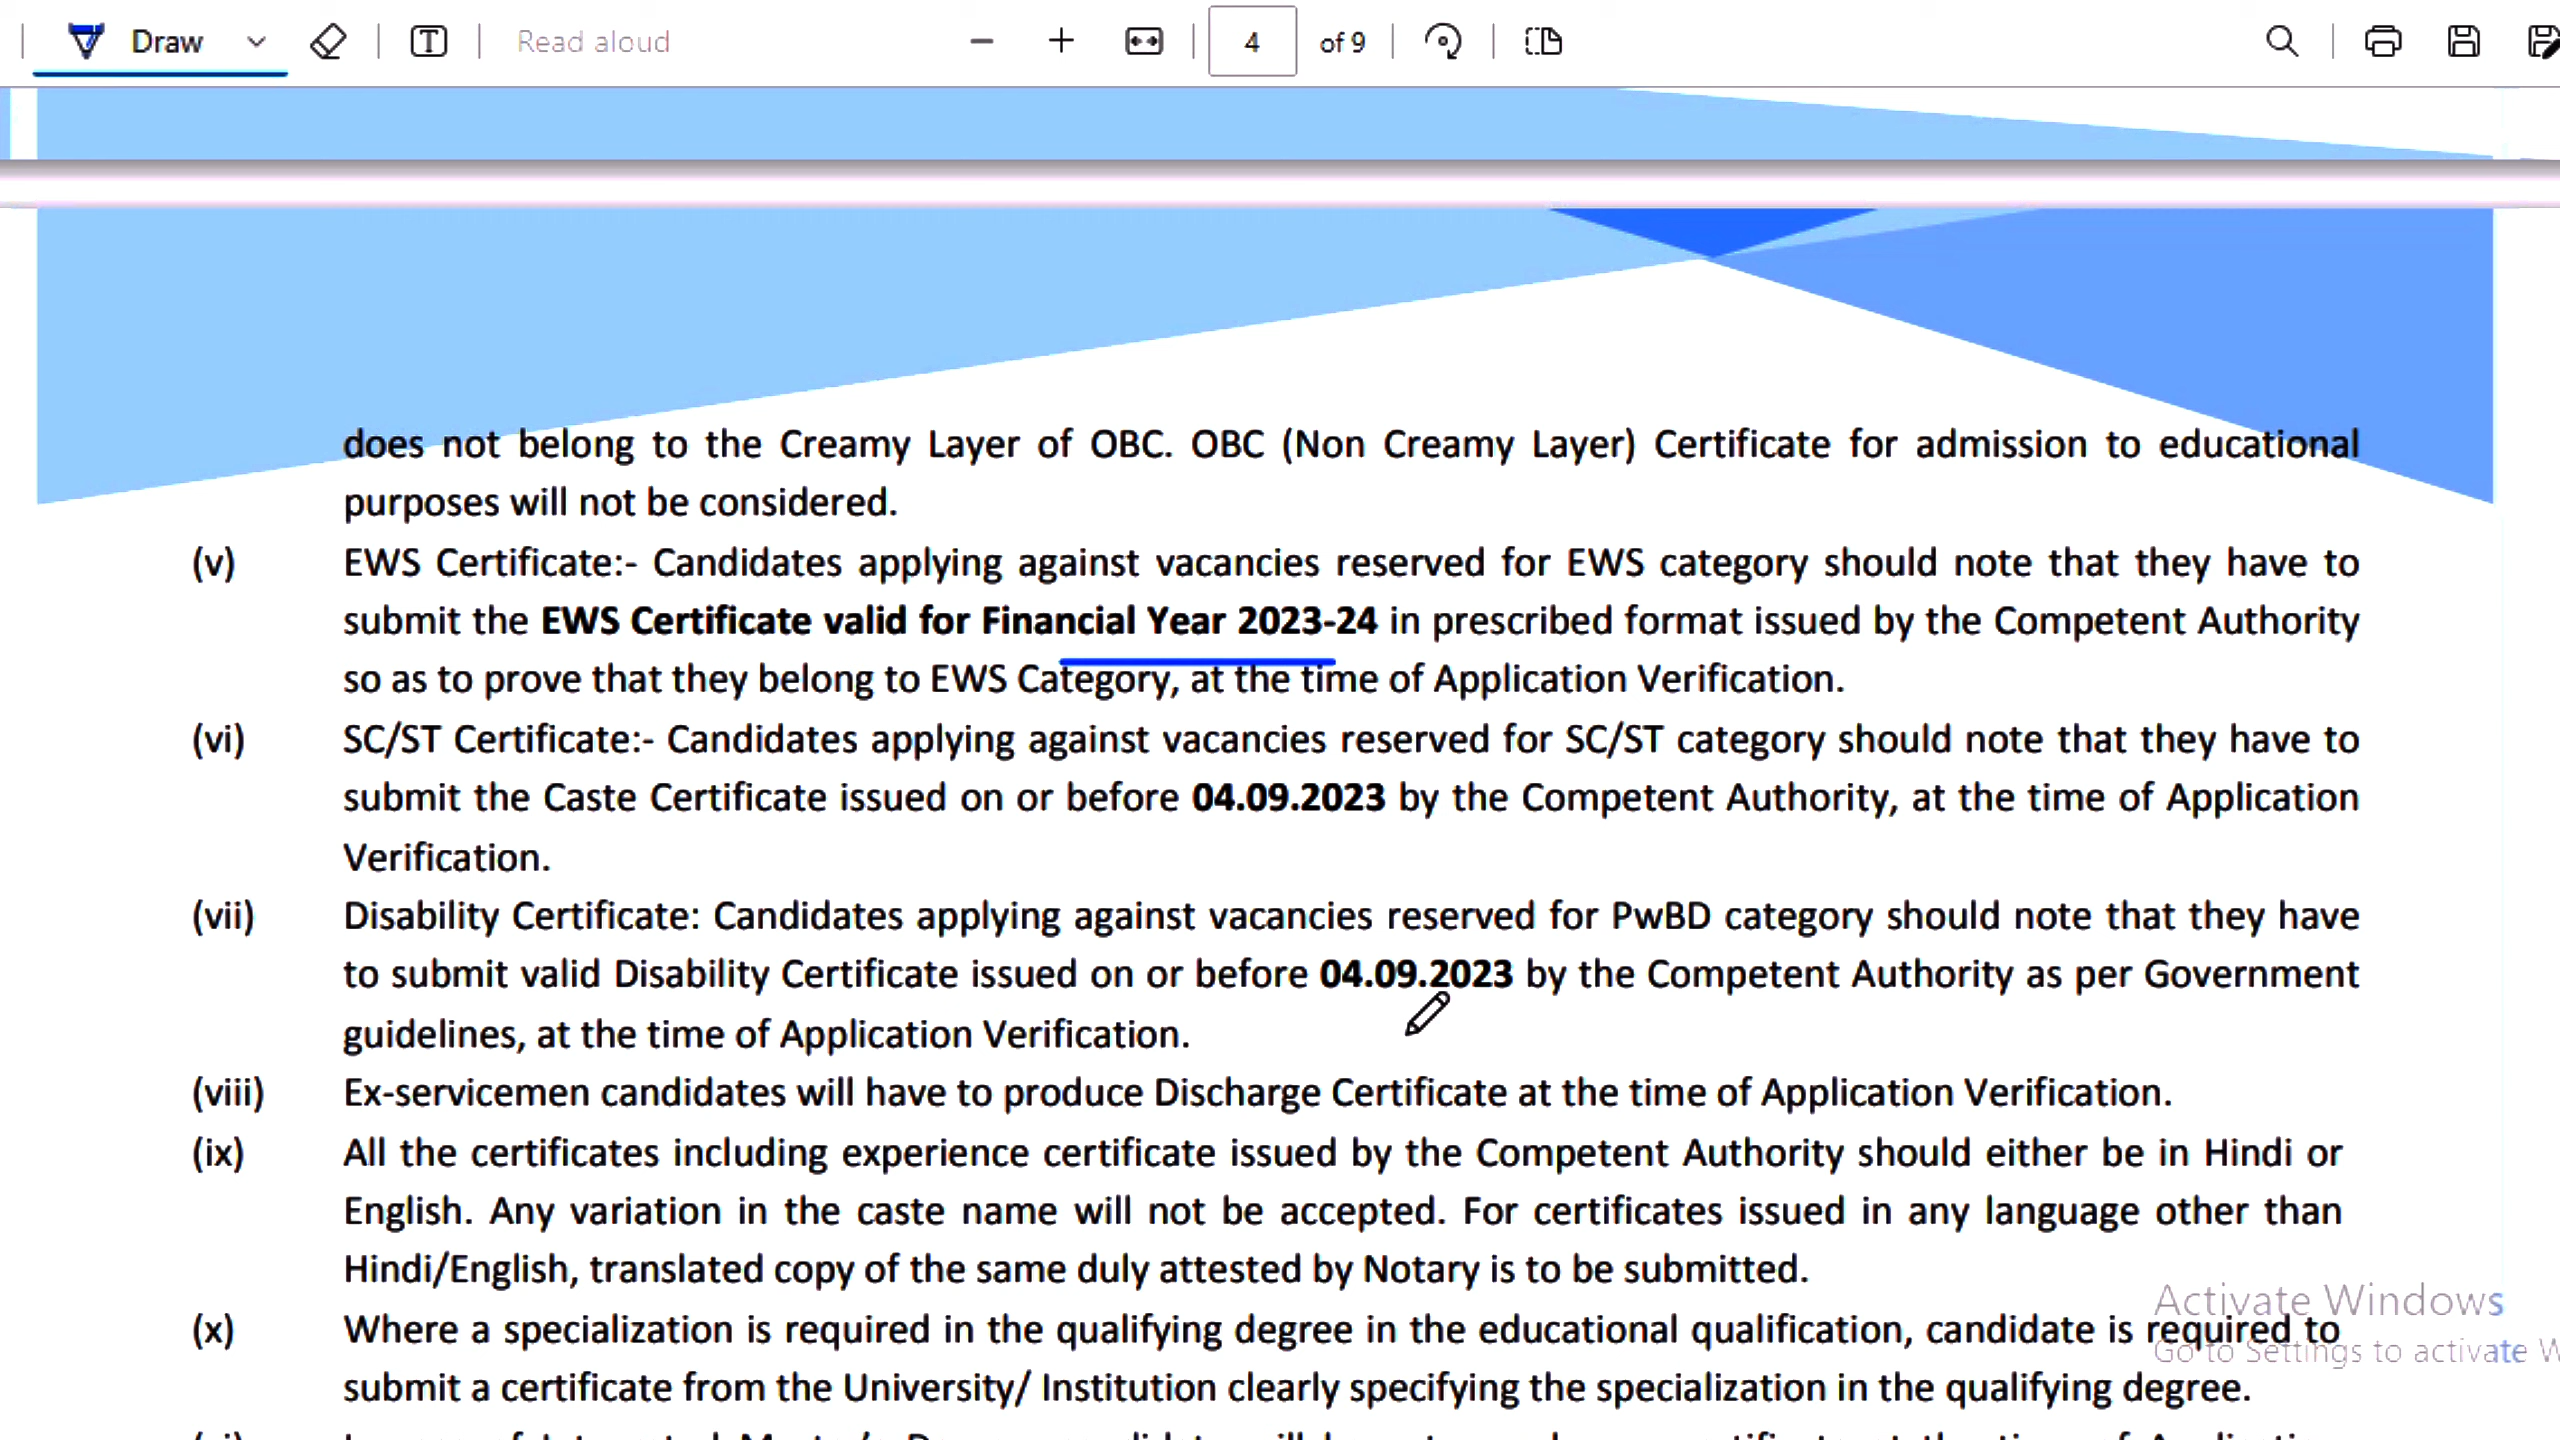 Draw
Read aloud
4 of 9
does not belong to the Creamy Layer of OBC. OBC (Non Creamy Layer) Certificate for admission to educational
purposes will not be considered.
(v) EWS Certificate:- Candidates applying against vacancies reserved for EWS category should note that they have to
submit the EWS Certificate valid for Financial Year 2023-24 in prescribed format issued by the Competent Authority
so as to prove that they belong to EWS Category, at the time of Application Verification.
(vi) SC/ST Certificate:- Candidates applying against vacancies reserved for SC/ST category should note that they have to
submit the Caste Certificate issued on or before 04.09.2023 by the Competent Authority, at the time of Application
Verification.
(vii) Disability Certificate: Candidates applying against vacancies reserved for PwBD category should note that they have
to submit valid Disability Certificate issued on or before 04.09.2023 by the Competent Authority as per Government
guidelines, at the time of Application Verification.
(viii) Ex-servicemen candidates will have to produce Discharge Certificate at the time of Application Verification.
(ix) All the certificates including experience certificate issued by the Competent Authority should either be in Hindi or
English. Any variation in the caste name will not be accepted. For certificates issued in any language other than
Hindi/English, translated copy of the same duly attested by Notary is to be submitted.
(x) Where a specialization is required in the qualifying degree in the educational qualification, candidate is required to
submit a certificate from the University/ Institution clearly specifying the specialization in the qualifying degree.
Activate Windows
Go to Settings to activate W